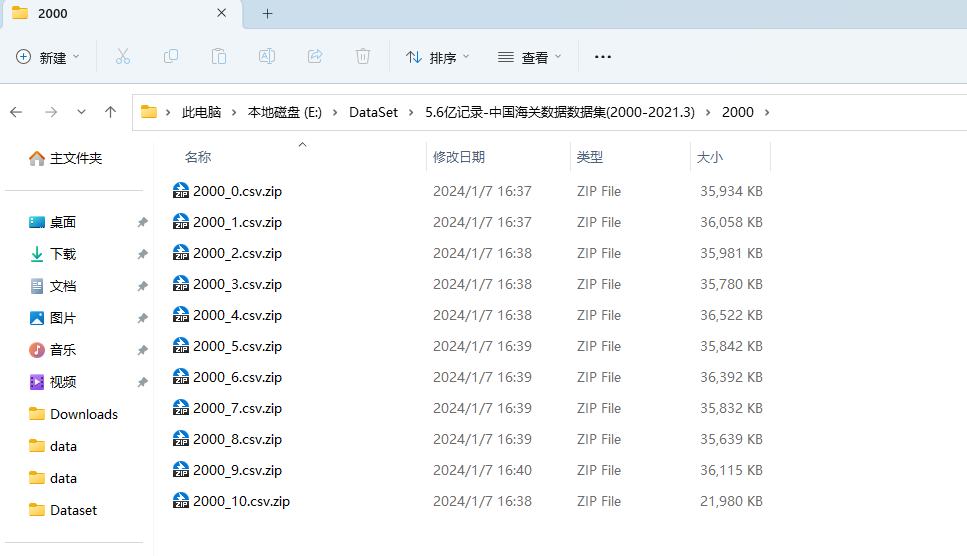 2000
新建 排序 查看
此电脑 本地磁盘 (E:) DataSet 5.6亿记录-中国海关数据数据集(2000-2021.3) 2000
主文件夹
桌面
下载
文档
图片
音乐
视频
Downloads
data
data
Dataset
名称 修改日期 类型 大小
2000_0.csv.zip 2024/1/7 16:37 ZIP File 35,934 KB
2000_1.csv.zip 2024/1/7 16:37 ZIP File 36,058 KB
2000_2.csv.zip 2024/1/7 16:38 ZIP File 35,981 KB
2000_3.csv.zip 2024/1/7 16:38 ZIP File 35,780 KB
2000_4.csv.zip 2024/1/7 16:38 ZIP File 36,522 KB
2000_5.csv.zip 2024/1/7 16:39 ZIP File 35,842 KB
2000_6.csv.zip 2024/1/7 16:39 ZIP File 36,392 KB
2000_7.csv.zip 2024/1/7 16:39 ZIP File 35,832 KB
2000_8.csv.zip 2024/1/7 16:39 ZIP File 35,639 KB
2000_9.csv.zip 2024/1/7 16:40 ZIP File 36,115 KB
2000_10.csv.zip 2024/1/7 16:38 ZIP File 21,980 KB